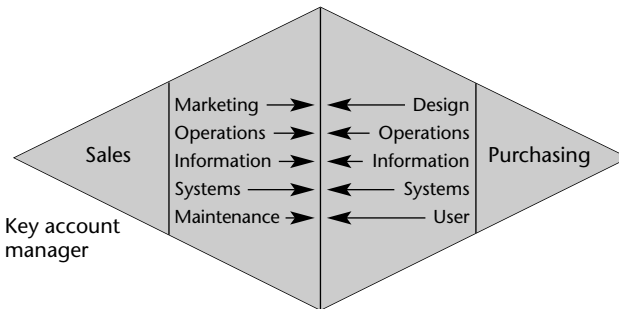 Marketing
Operations
Information
Systems
Maintenance
Sales
Design
Operations
Information
Systems
User
Purchasing
Key account
manager